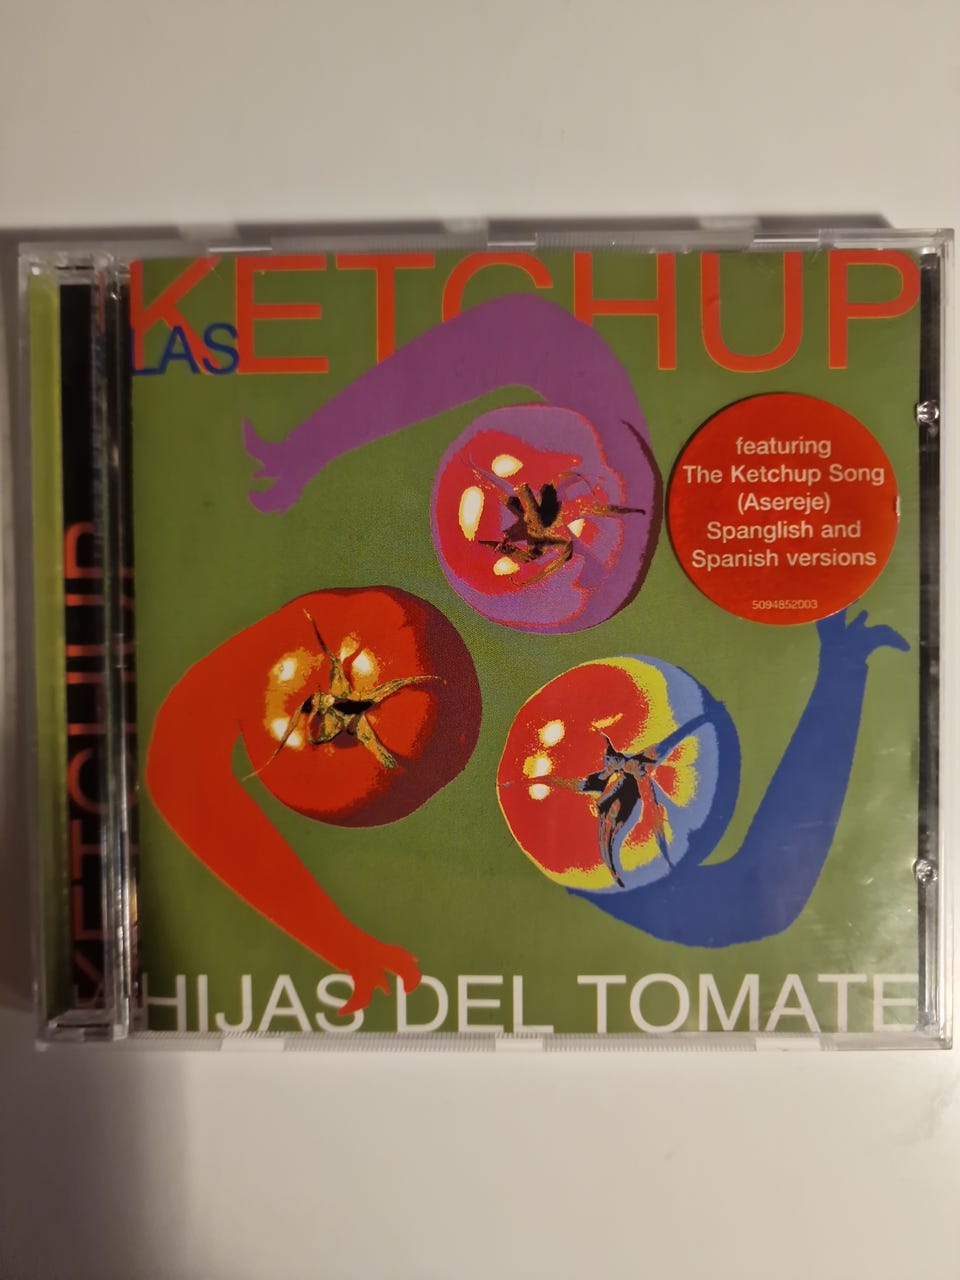 KETCHUP
LAS
featuring
The Ketchup Song
(Asereje)
Spanglish and
Spanish versions
5094852003
HIJAS DEL TOMATE
KETCHUP